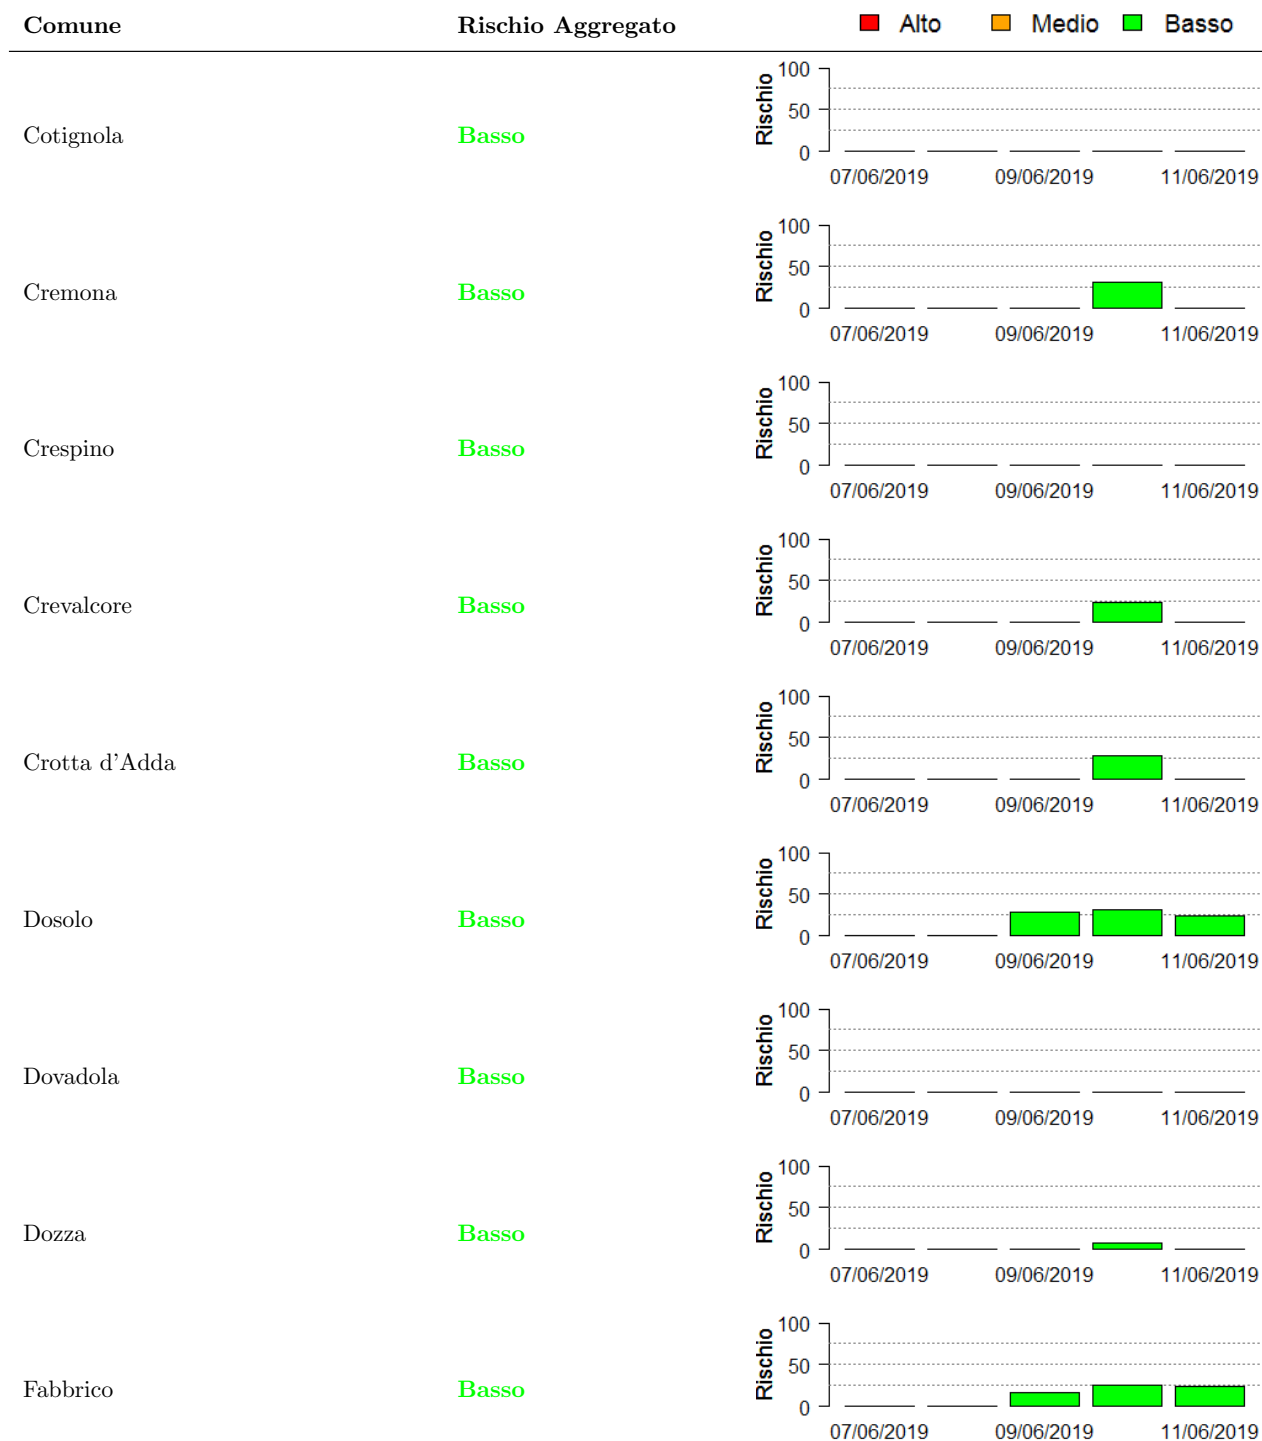 Comune Rischio Aggregato Alto Medio Basso
100
50
0
Rischio
Cotignola Basso
07/06/2019 09/06/2019 11/06/2019
100
50
0
Rischio
Cremona Basso
07/06/2019 09/06/2019 11/06/2019
100
50
0
Rischio
Crespino Basso
07/06/2019 09/06/2019 11/06/2019
100
50
0
Rischio
Crevalcore Basso
07/06/2019 09/06/2019 11/06/2019
100
50
0
Rischio
Crotta d'Adda Basso
07/06/2019 09/06/2019 11/06/2019
100
50
0
Rischio
Dosolo Basso
07/06/2019 09/06/2019 11/06/2019
100
50
0
Rischio
Dovadola Basso
07/06/2019 09/06/2019 11/06/2019
100
50
0
Rischio
Dozza Basso
07/06/2019 09/06/2019 11/06/2019
100
50
0
Rischio
Fabbrico Basso
07/06/2019 09/06/2019 11/06/2019